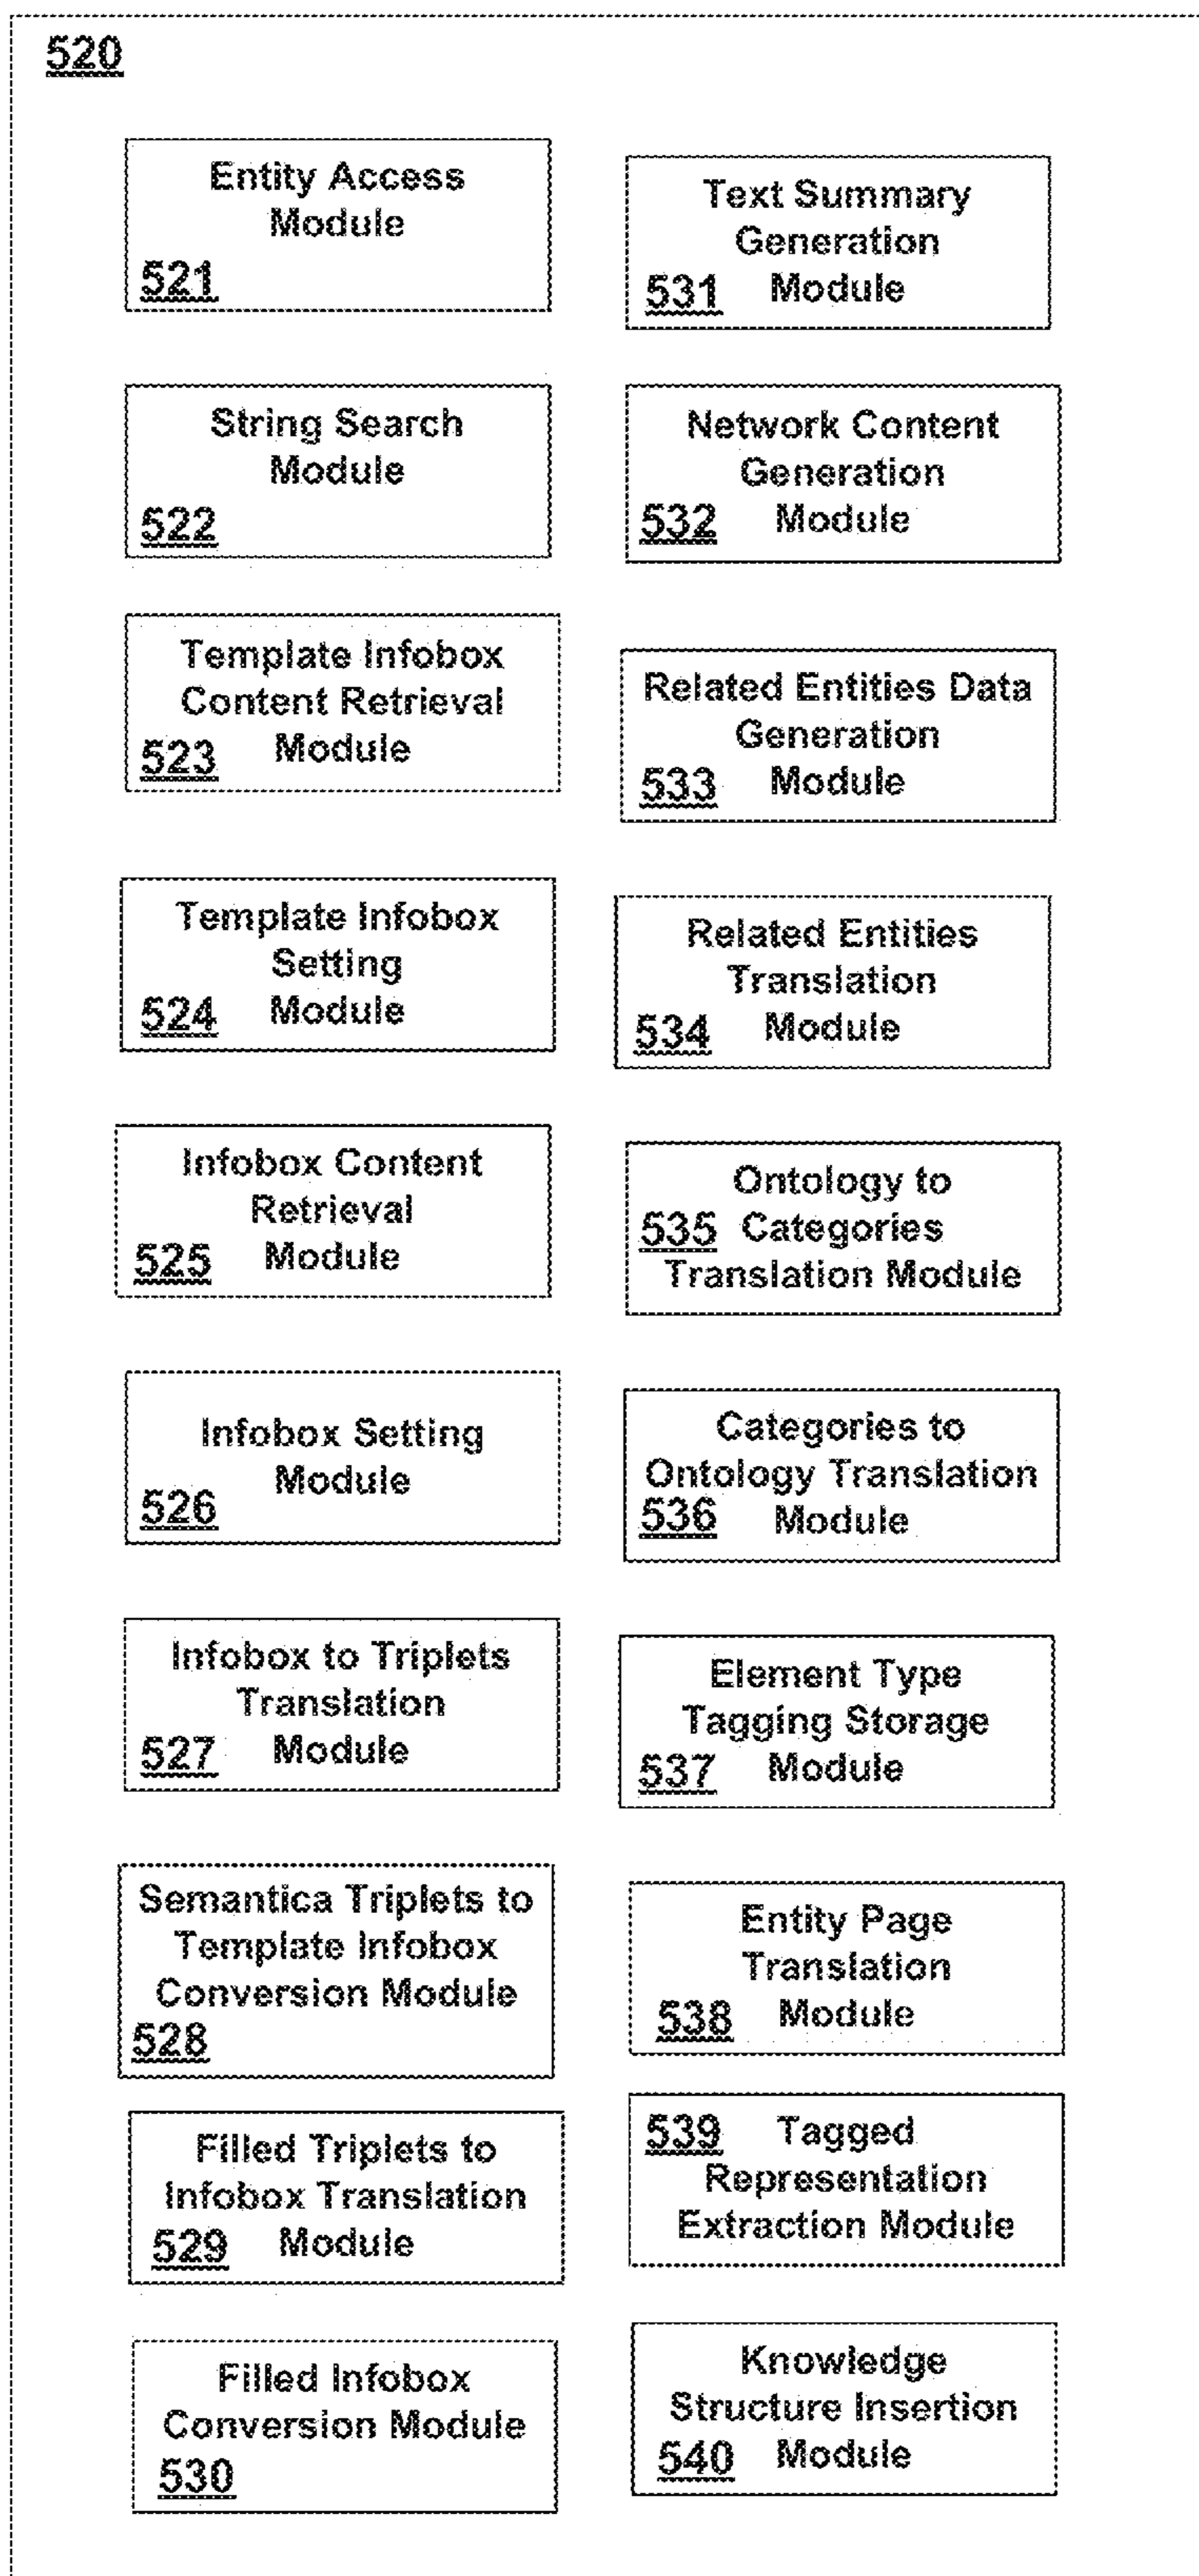 520
Entity Access
Module
521
String Search
Module
522
Template Infobox
Content Retrieval
523 Module
Template Infobox
Setting
524 Module
Infobox Content
Retrieval
525 Module
Infobox Setting
Module
526
Infobox to Triplets
Translation
527 Module
Semantica Triplets to
Template Infobox
Conversion Module
528
Filled Triplets to
Infobox Translation
529 Module
Filled Infobox
Conversion Module
530
Text Summary
Generation
531 Module
Network Content
Generation
532 Module
Related Entities Data
Generation
533 Module
Related Entities
Translation
534 Module
Ontology to
535 Categories
Translation Module
Categories to
Ontology Translation
536 Module
Element Type
Tagging Storage
537 Module
Entity Page
Translation
538 Module
539 Tagged
Representation
Extraction Module
Knowledge
Structure Insertion
540 Module